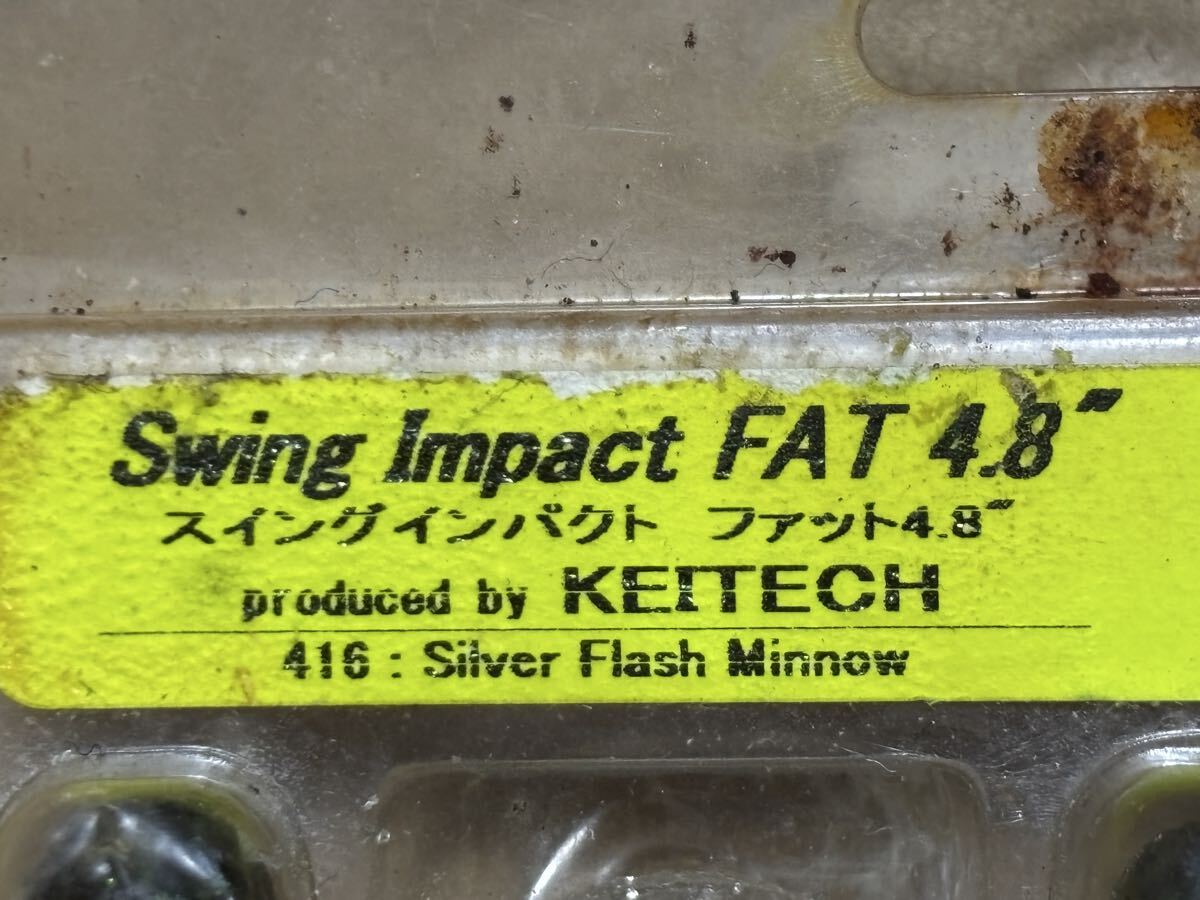 Swing Impact FAT 4.8"
スイングインパクト ファット4.8"
produced by KEITECH
416 : Silver Flash Minnow